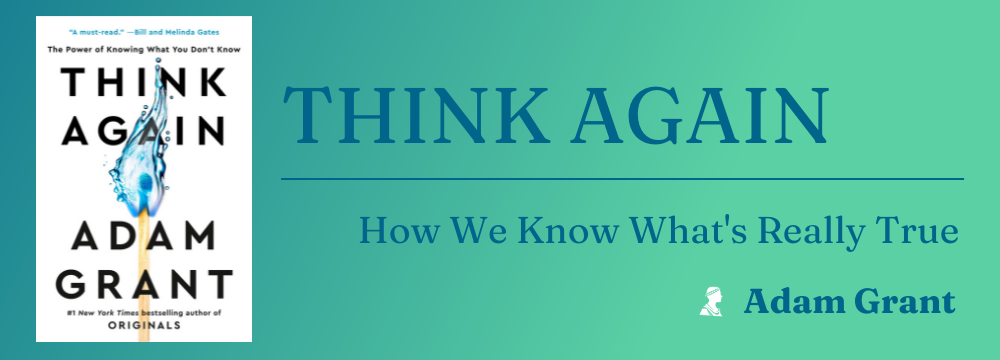 "A must-read." —Bill and Melinda Gates
The Power of Knowing What You Don't Know
THINK
AGAIN
ADAM
GRANT
#1 New York Times bestselling author of
ORIGINALS
THINK AGAIN
How We Know What's Really True
Adam Grant